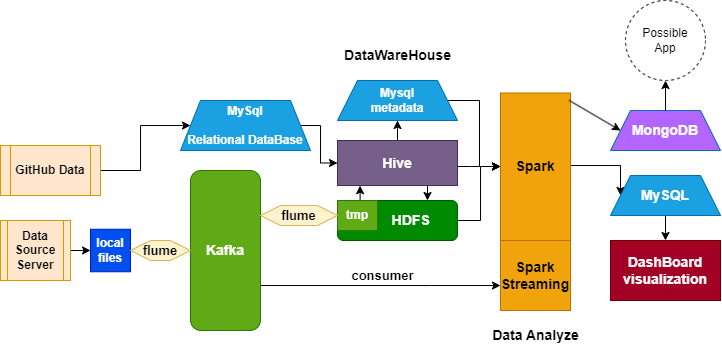 Possible
App
DataWareHouse
MySql
Relational DataBase
Mysql
metadata
MongoDB
GitHub Data
Hive
Spark
MySQL
tmp
HDFS
flume
Data
Source
Server
local
files
flume
Kafka
DashBoard
visualization
consumer
Spark
Streaming
Data Analyze